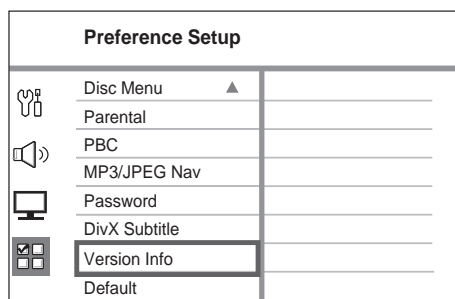 Preference Setup
Disc Menu
Parental
PBC
MP3/JPEG Nav
Password
DivX Subtitle
Version Info
Default